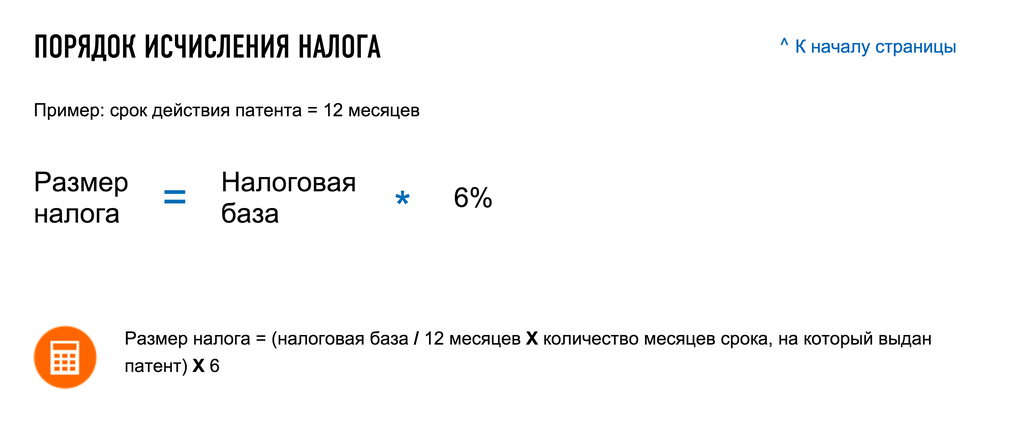 ПОРЯДОК ИСЧИСЛЕНИЯ НАЛОГА
^ К началу страницы
Пример: срок действия патента = 12 месяцев
Размер налога = Налоговая база * 6%
Размер налога = (налоговая база / 12 месяцев X количество месяцев срока, на который выдан
патент) X 6